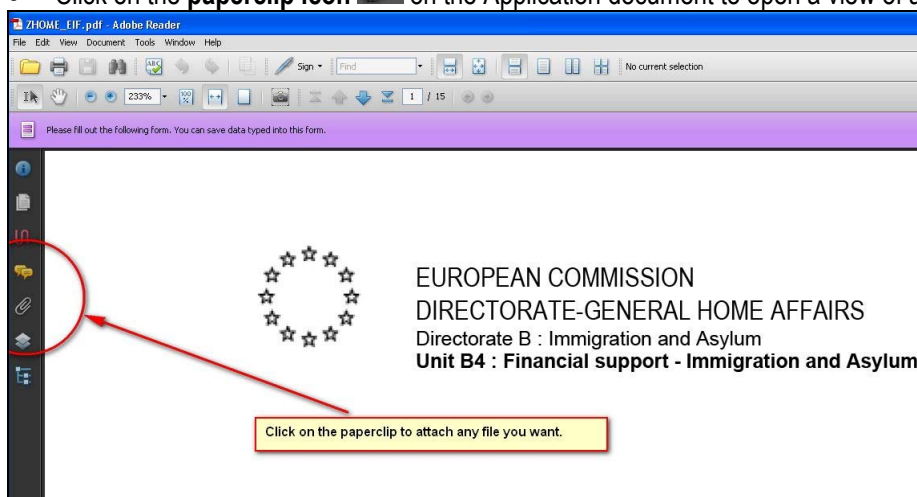 • Click on the paperclip icon on the Application document to open a view of a
ZHOME_EIF.pdf - Adobe Reader
File Edit View Document Tools Window Help
Sign Find No current selection
233% 1 / 15
Please fill out the following form. You can save data typed into this form.
EUROPEAN COMMISSION
DIRECTORATE-GENERAL HOME AFFAIRS
Directorate B : Immigration and Asylum
Unit B4 : Financial support - Immigration and Asylum
Click on the paperclip to attach any file you want.